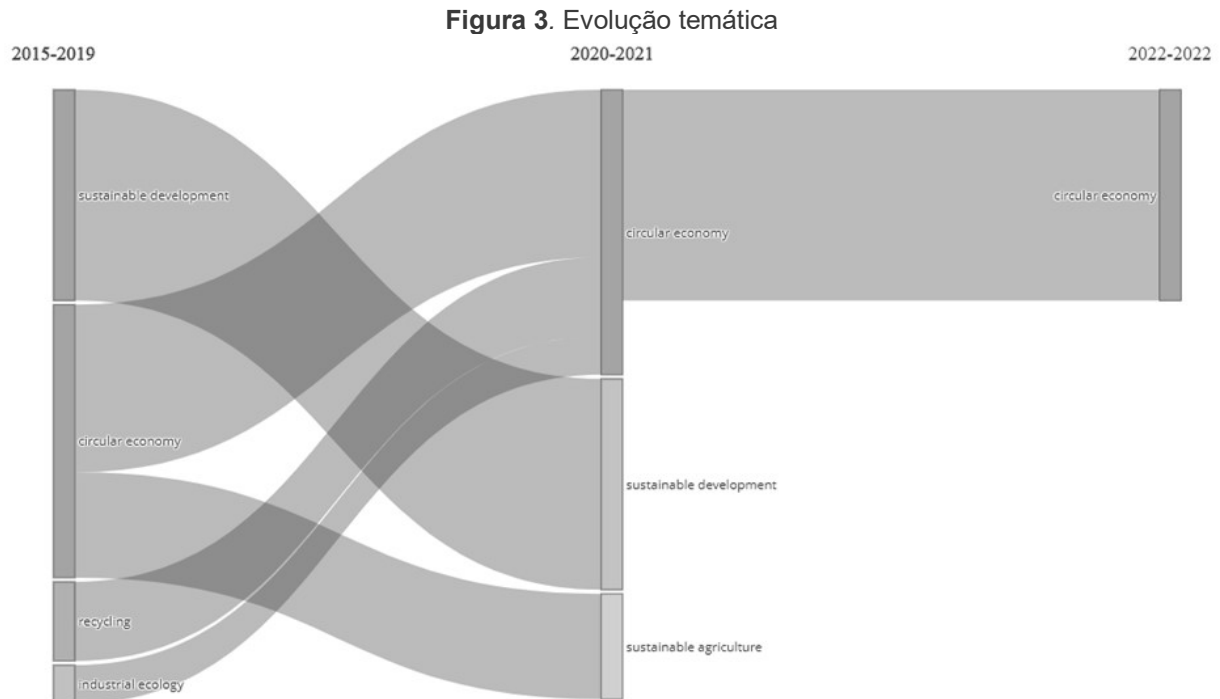 Figura 3. Evolução temática
2015-2019 2020-2021 2022-2022
sustainable development
circular economy
recycling
industrial ecology
circular economy
sustainable development
sustainable agriculture
circular economy